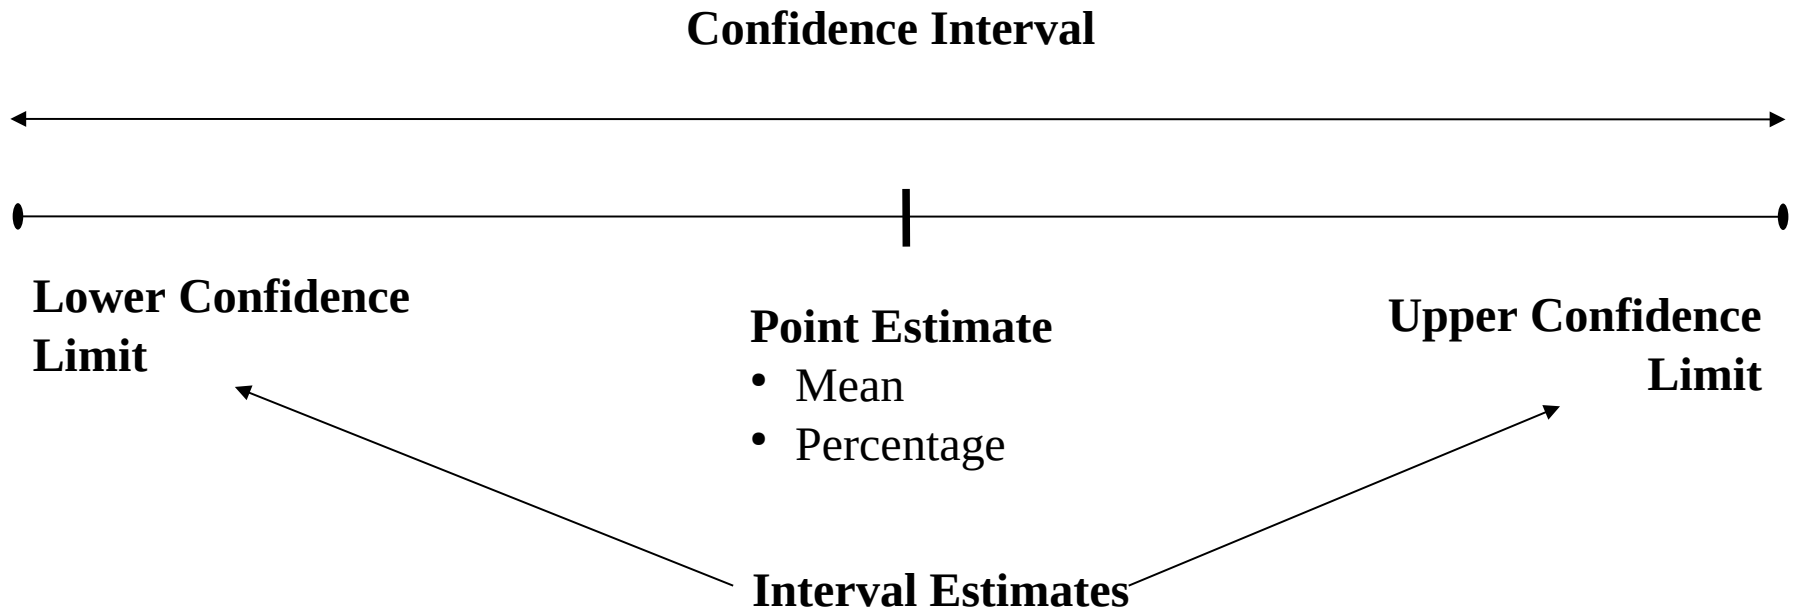 Confidence Interval
Lower Confidence
Limit
Point Estimate
• Mean
• Percentage
Upper Confidence
Limit
Interval Estimates